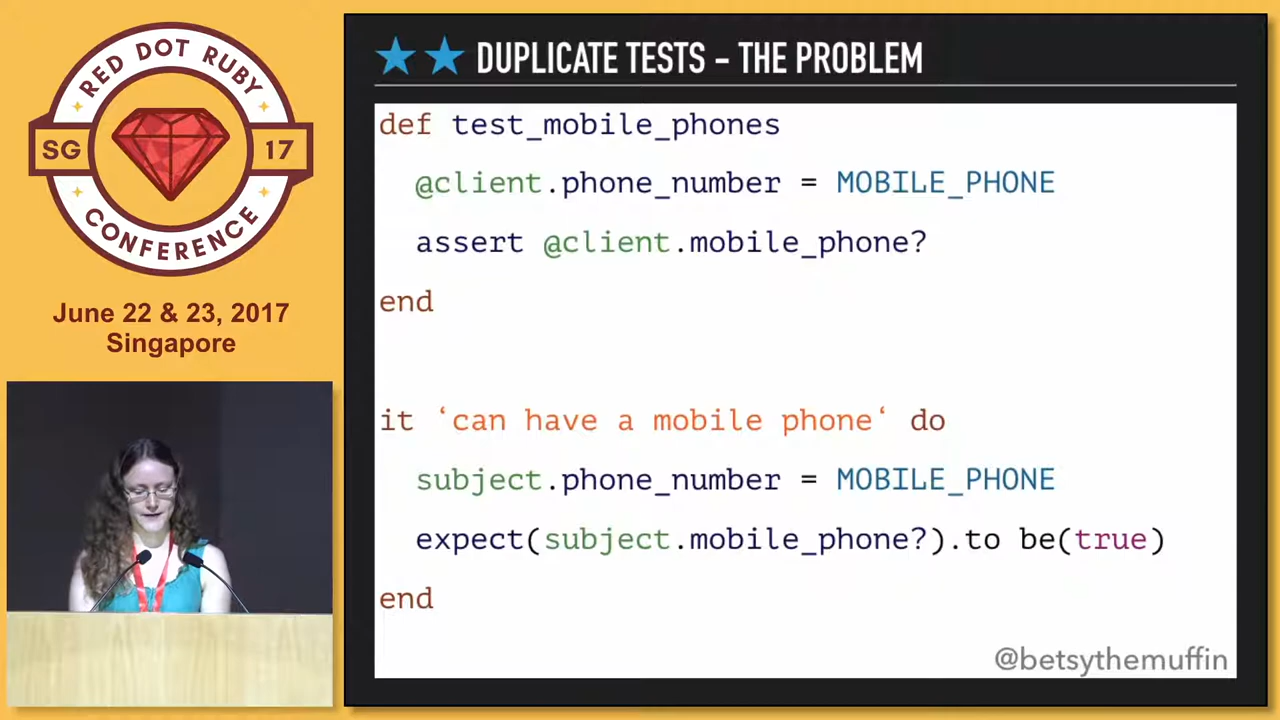 RED DOT RUBY
SG
17
CONFERENCE
June 22 & 23, 2017
Singapore
DUPLICATE TESTS - THE PROBLEM
def test_mobile_phones
@client.phone_number = MOBILE_PHONE
assert @client.mobile_phone?
end
it ‘can have a mobile phone‘ do
subject.phone_number = MOBILE_PHONE
expect(subject.mobile_phone?).to be(true)
end
@betsythemuffin